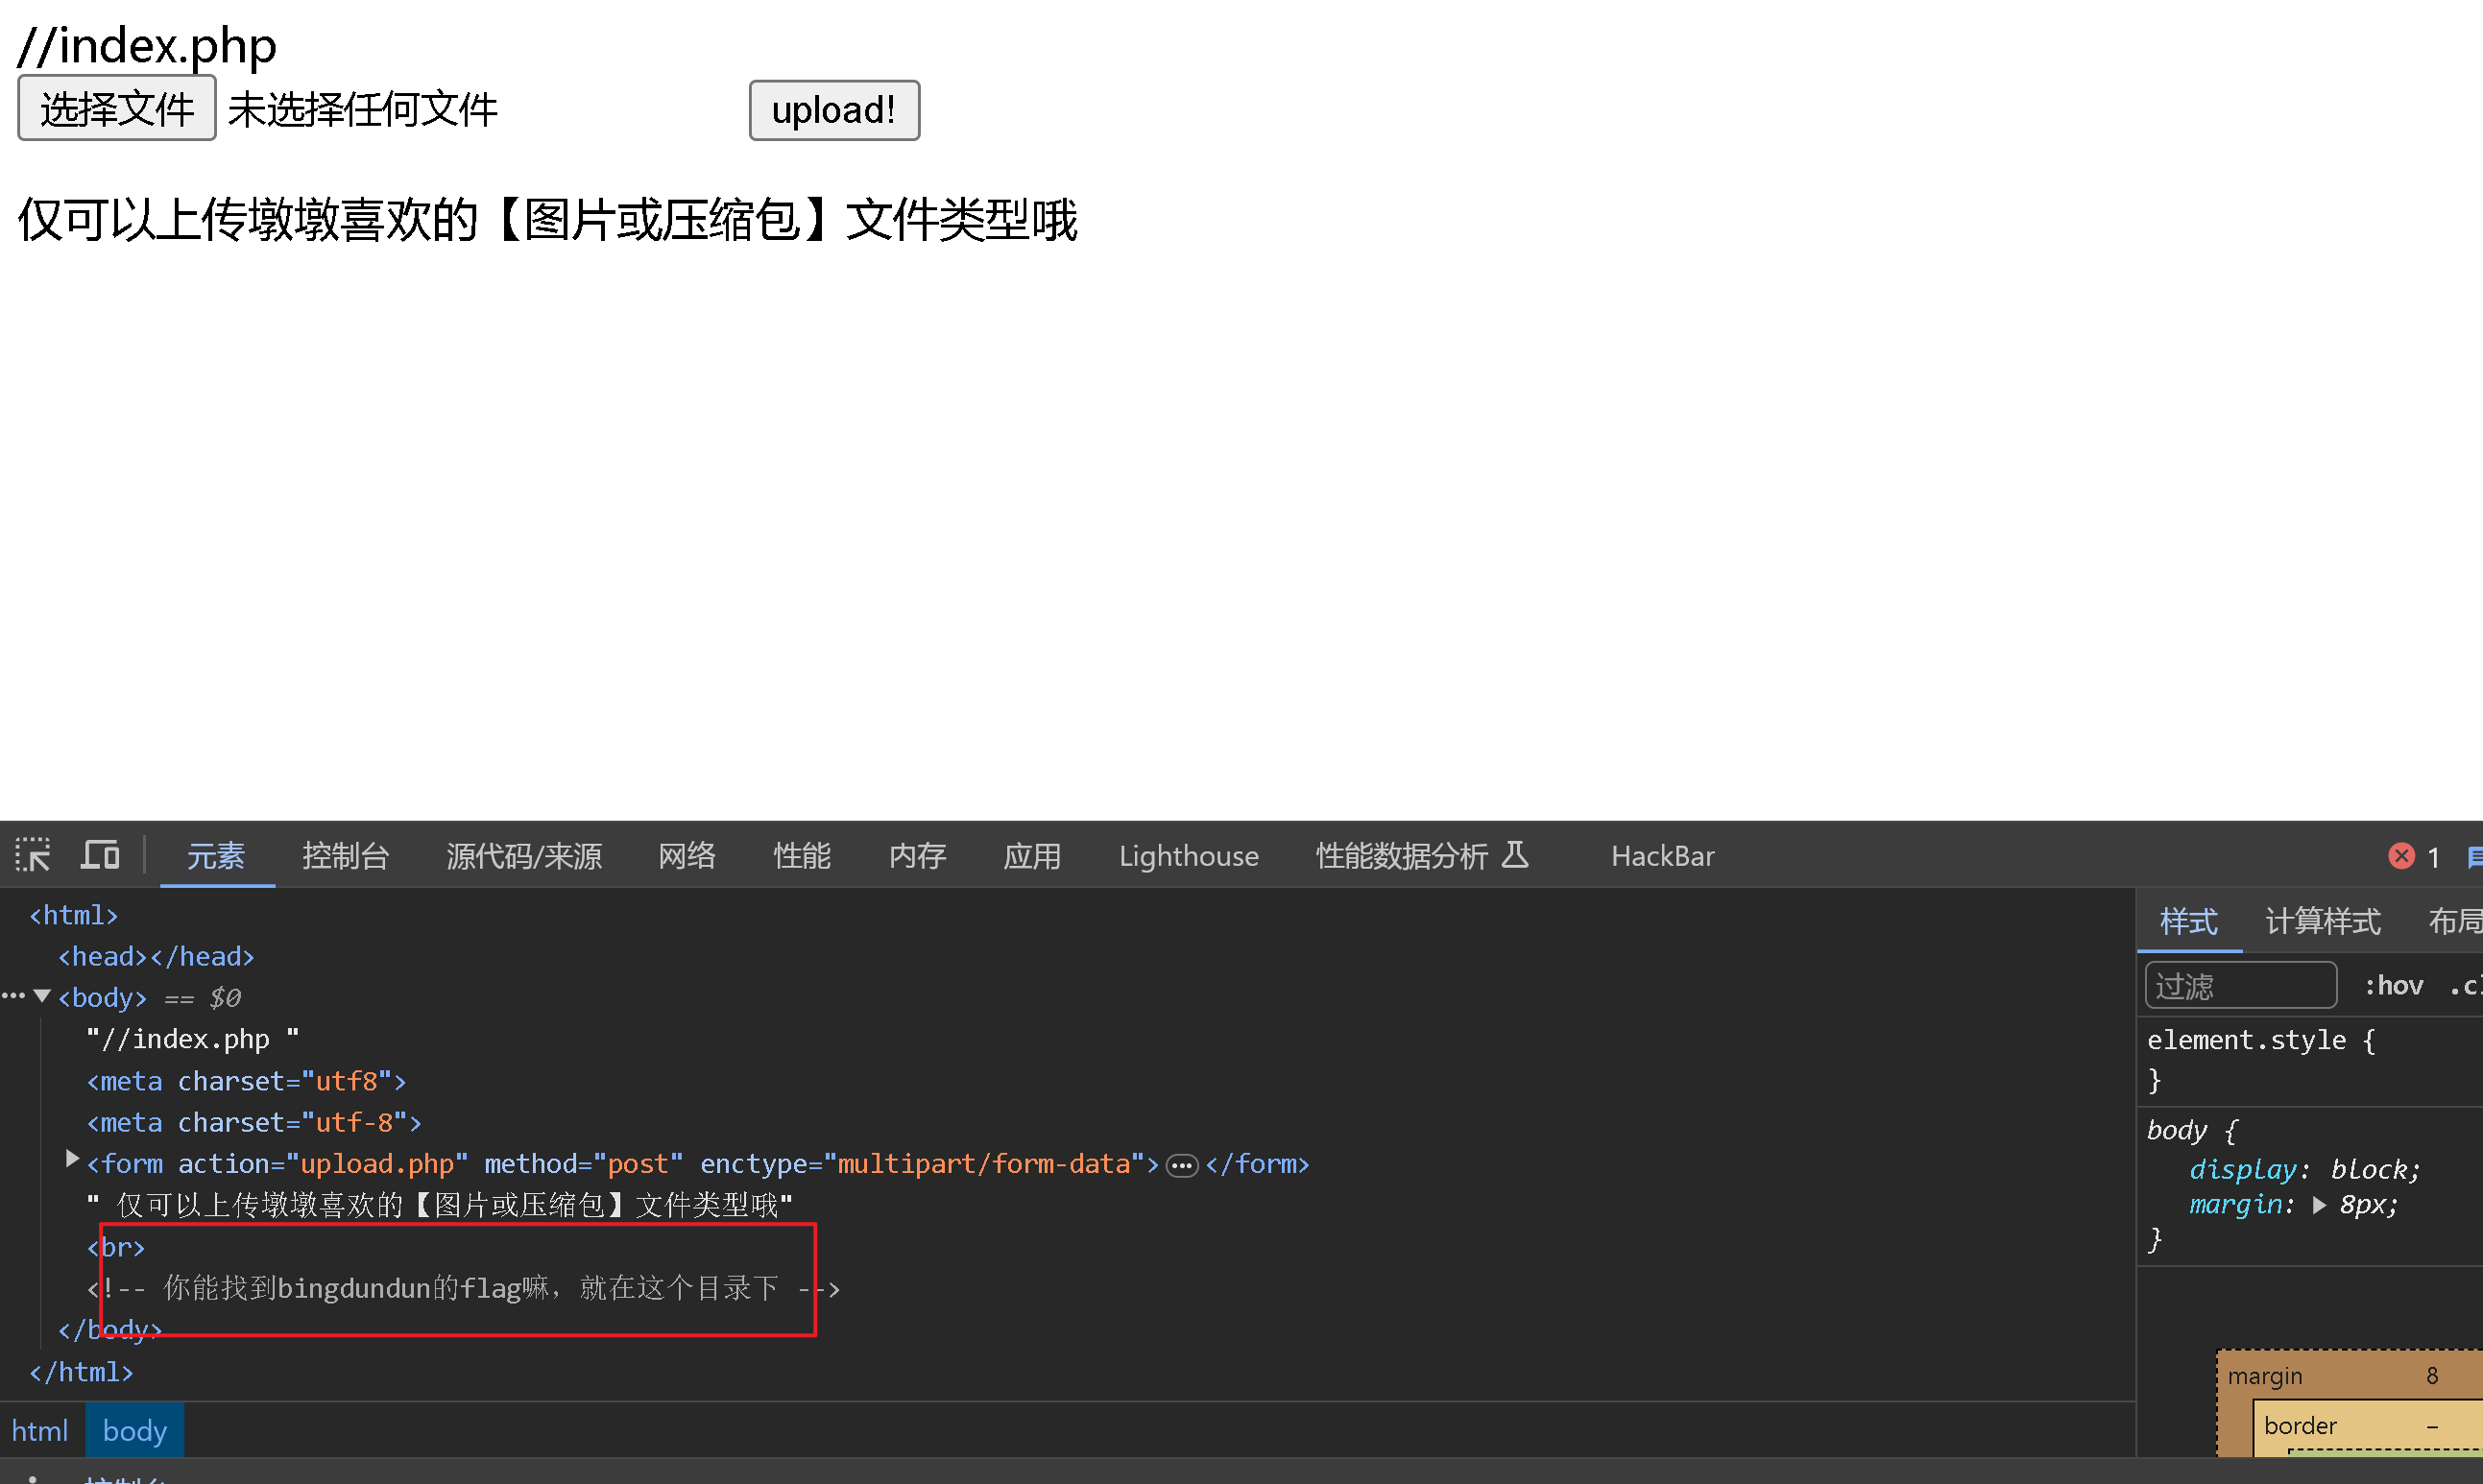 //index.php
选择文件 未选择任何文件 upload!
仅可以上传墩墩喜欢的【图片或压缩包】文件类型哦
元素 控制台 源代码/来源 网络 性能 内存 应用 Lighthouse 性能数据分析 HackBar 1
<html>
<head></head>
<body> == $0
"//index.php "
<meta charset="utf8">
<meta charset="utf-8">
<form action="upload.php" method="post" enctype="multipart/form-data">…</form>
" 仅可以上传墩墩喜欢的【图片或压缩包】文件类型哦"
<br>
<!-- 你能找到bingdundun的flag嘛，就在这个目录下 -->
</body>
</html>
html body
样式 计算样式 布局
过滤 :hov
element.style {
}
body {
display: block;
margin: 8px;
}
margin 8
border –